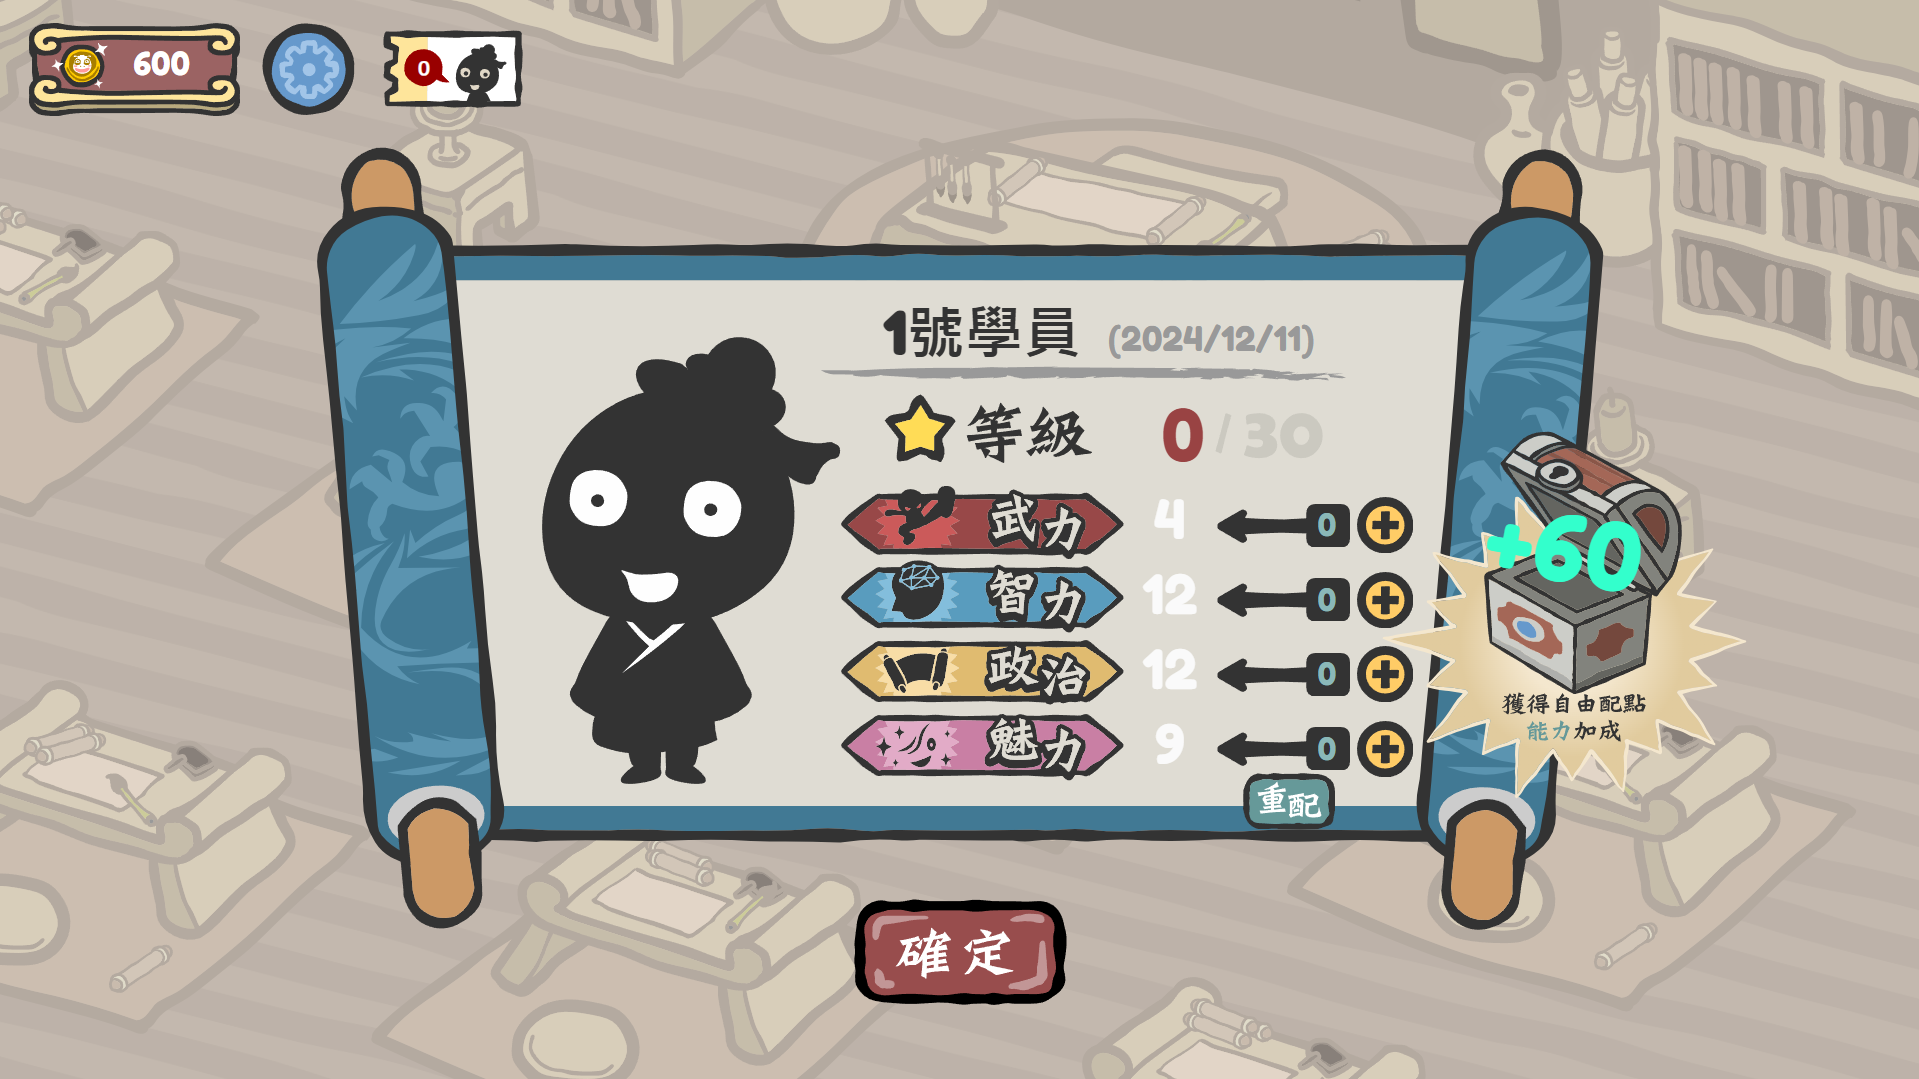 600
0
1號學員 (2024/12/11)
等級 0/30
武力 4 0
智力 12 0
政治 12 0
魅力 9 0
重配
+60
獲得自由配點
能力加成
確定